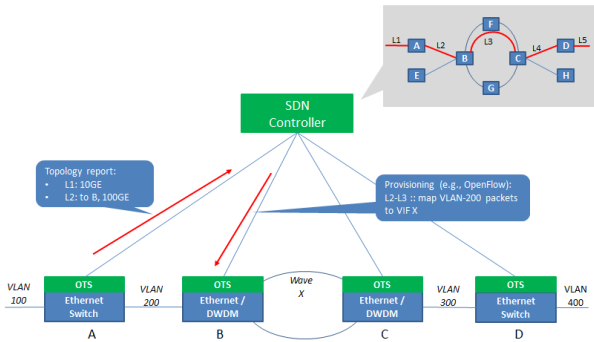 F
L1
A
L2
L3
L4
D
L5
B
C
E
G
H
SDN
Controller
Topology report:
• L1: 10GE
• L2: to B, 100GE
Provisioning (e.g., OpenFlow):
L2-L3 :: map VLAN-200 packets
to VIF X
VLAN
100
OTS
Ethernet
Switch
A
VLAN
200
OTS
Ethernet /
DWDM
B
Wave
X
OTS
Ethernet /
DWDM
C
VLAN
300
OTS
Ethernet
Switch
D
VLAN
400